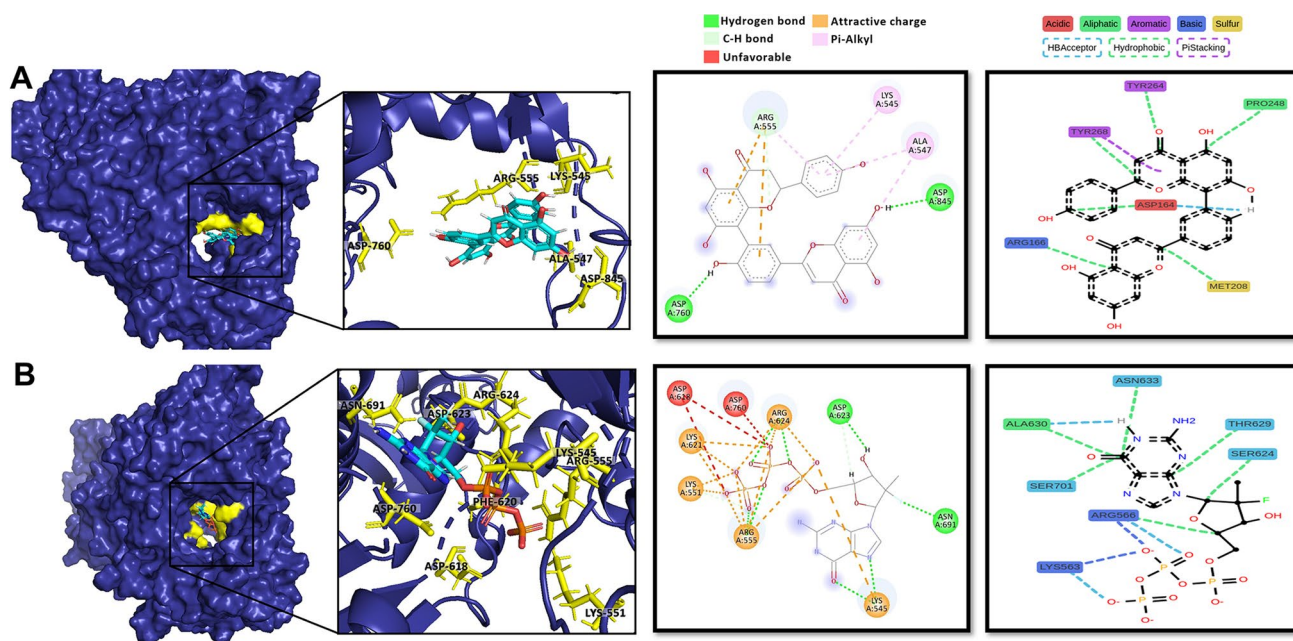 Hydrogen bond
Attractive charge
C-H bond
Pi-Alkyl
Unfavorable
Acidic
Aliphatic
Aromatic
Basic
Sulfur
HBAcceptor
Hydrophobic
PiStacking
A
ARG-555
LYS-545
ASP-760
ALA-547
ASP-845
ARG
A:555
LYS
A:545
ALA
A:547
ASP
A:845
ASP
A:760
H
H
O
O
O
O
O
O
O
O
O
O
TYR264
PRO248
TYR268
ASP164
ARG166
MET208
O
OH
O
O
H
OH
O
O
OH
OH
B
ASN-691
ARG-624
ASP-623
LYS-545
ARG-555
PHE-620
ASP-760
ASP-618
LYS-551
ASP
A:618
ASP
A:760
ARG
A:624
ASP
A:623
LYS
A:621
LYS
A:551
ARG
A:555
ASN
A:691
LYS
A:545
H
H
ASN633
ALA630
THR629
SER624
SER701
ARG566
LYS563
H
N
NH2
O
N
N
N
F
O
OH
O-
P
O
P
O
O
O-
P
O
P
O
O-